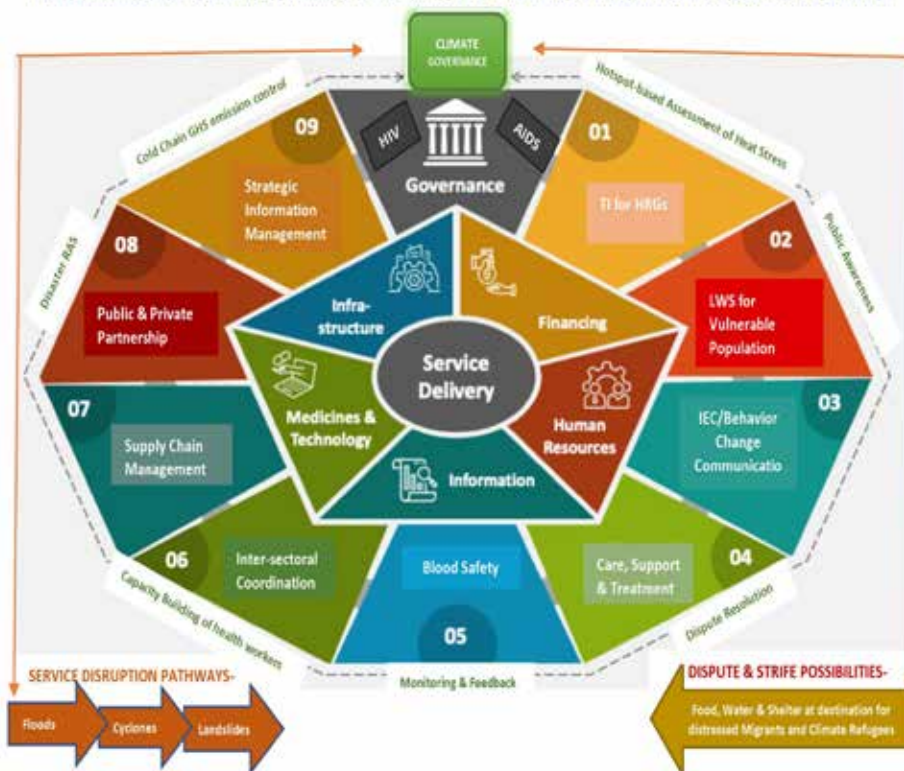 CLIMATE
GOVERNANCE
Cold Chain GHS emission control
Hotspot-based Assessment of Heat Stress
HIV
AIDS
Governance
09
Strategic
Information
Management
01
TI for HRGs
08
Public & Private
Partnership
02
LWS for
Vulnerable
Population
Disaster RAS
Public Awareness
Infra-
structure
Financing
Service
Delivery
Medicines &
Technology
Human
Resources
Information
07
Supply Chain
Management
03
IEC/Behavior
Change
Communicatio
06
Inter-sectoral
Coordination
Blood Safety
05
Care, Support
& Treatment
04
Capacity Building of health workers
Monitoring & Feedback
Dispute Resolution
SERVICE DISRUPTION PATHWAYS-
Floods
Cyclones
Landslides
DISPUTE & STRIFE POSSIBILITIES-
Food, Water & Shelter at destination for
distressed Migrants and Climate Refugees